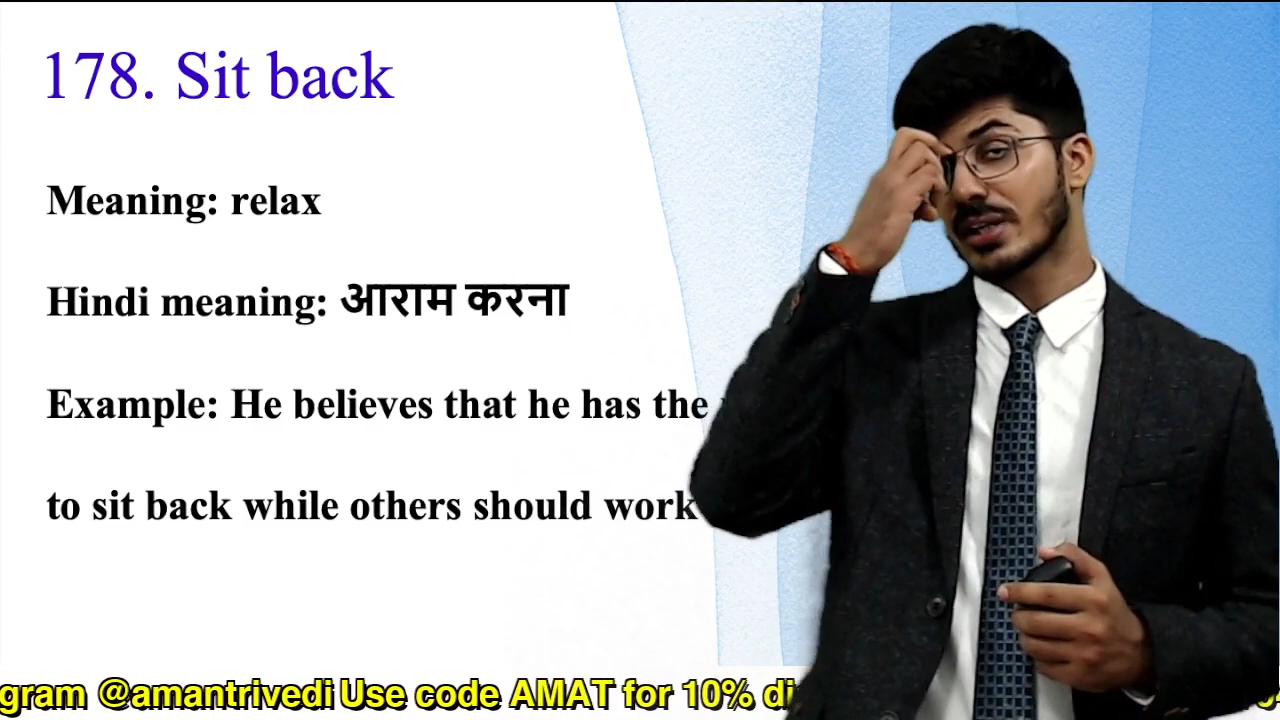 178. Sit back
Meaning: relax
Hindi meaning: आराम करना
Example: He believes that he has the
to sit back while others should work
gram @amantrivedi Use code AMAT for 10%